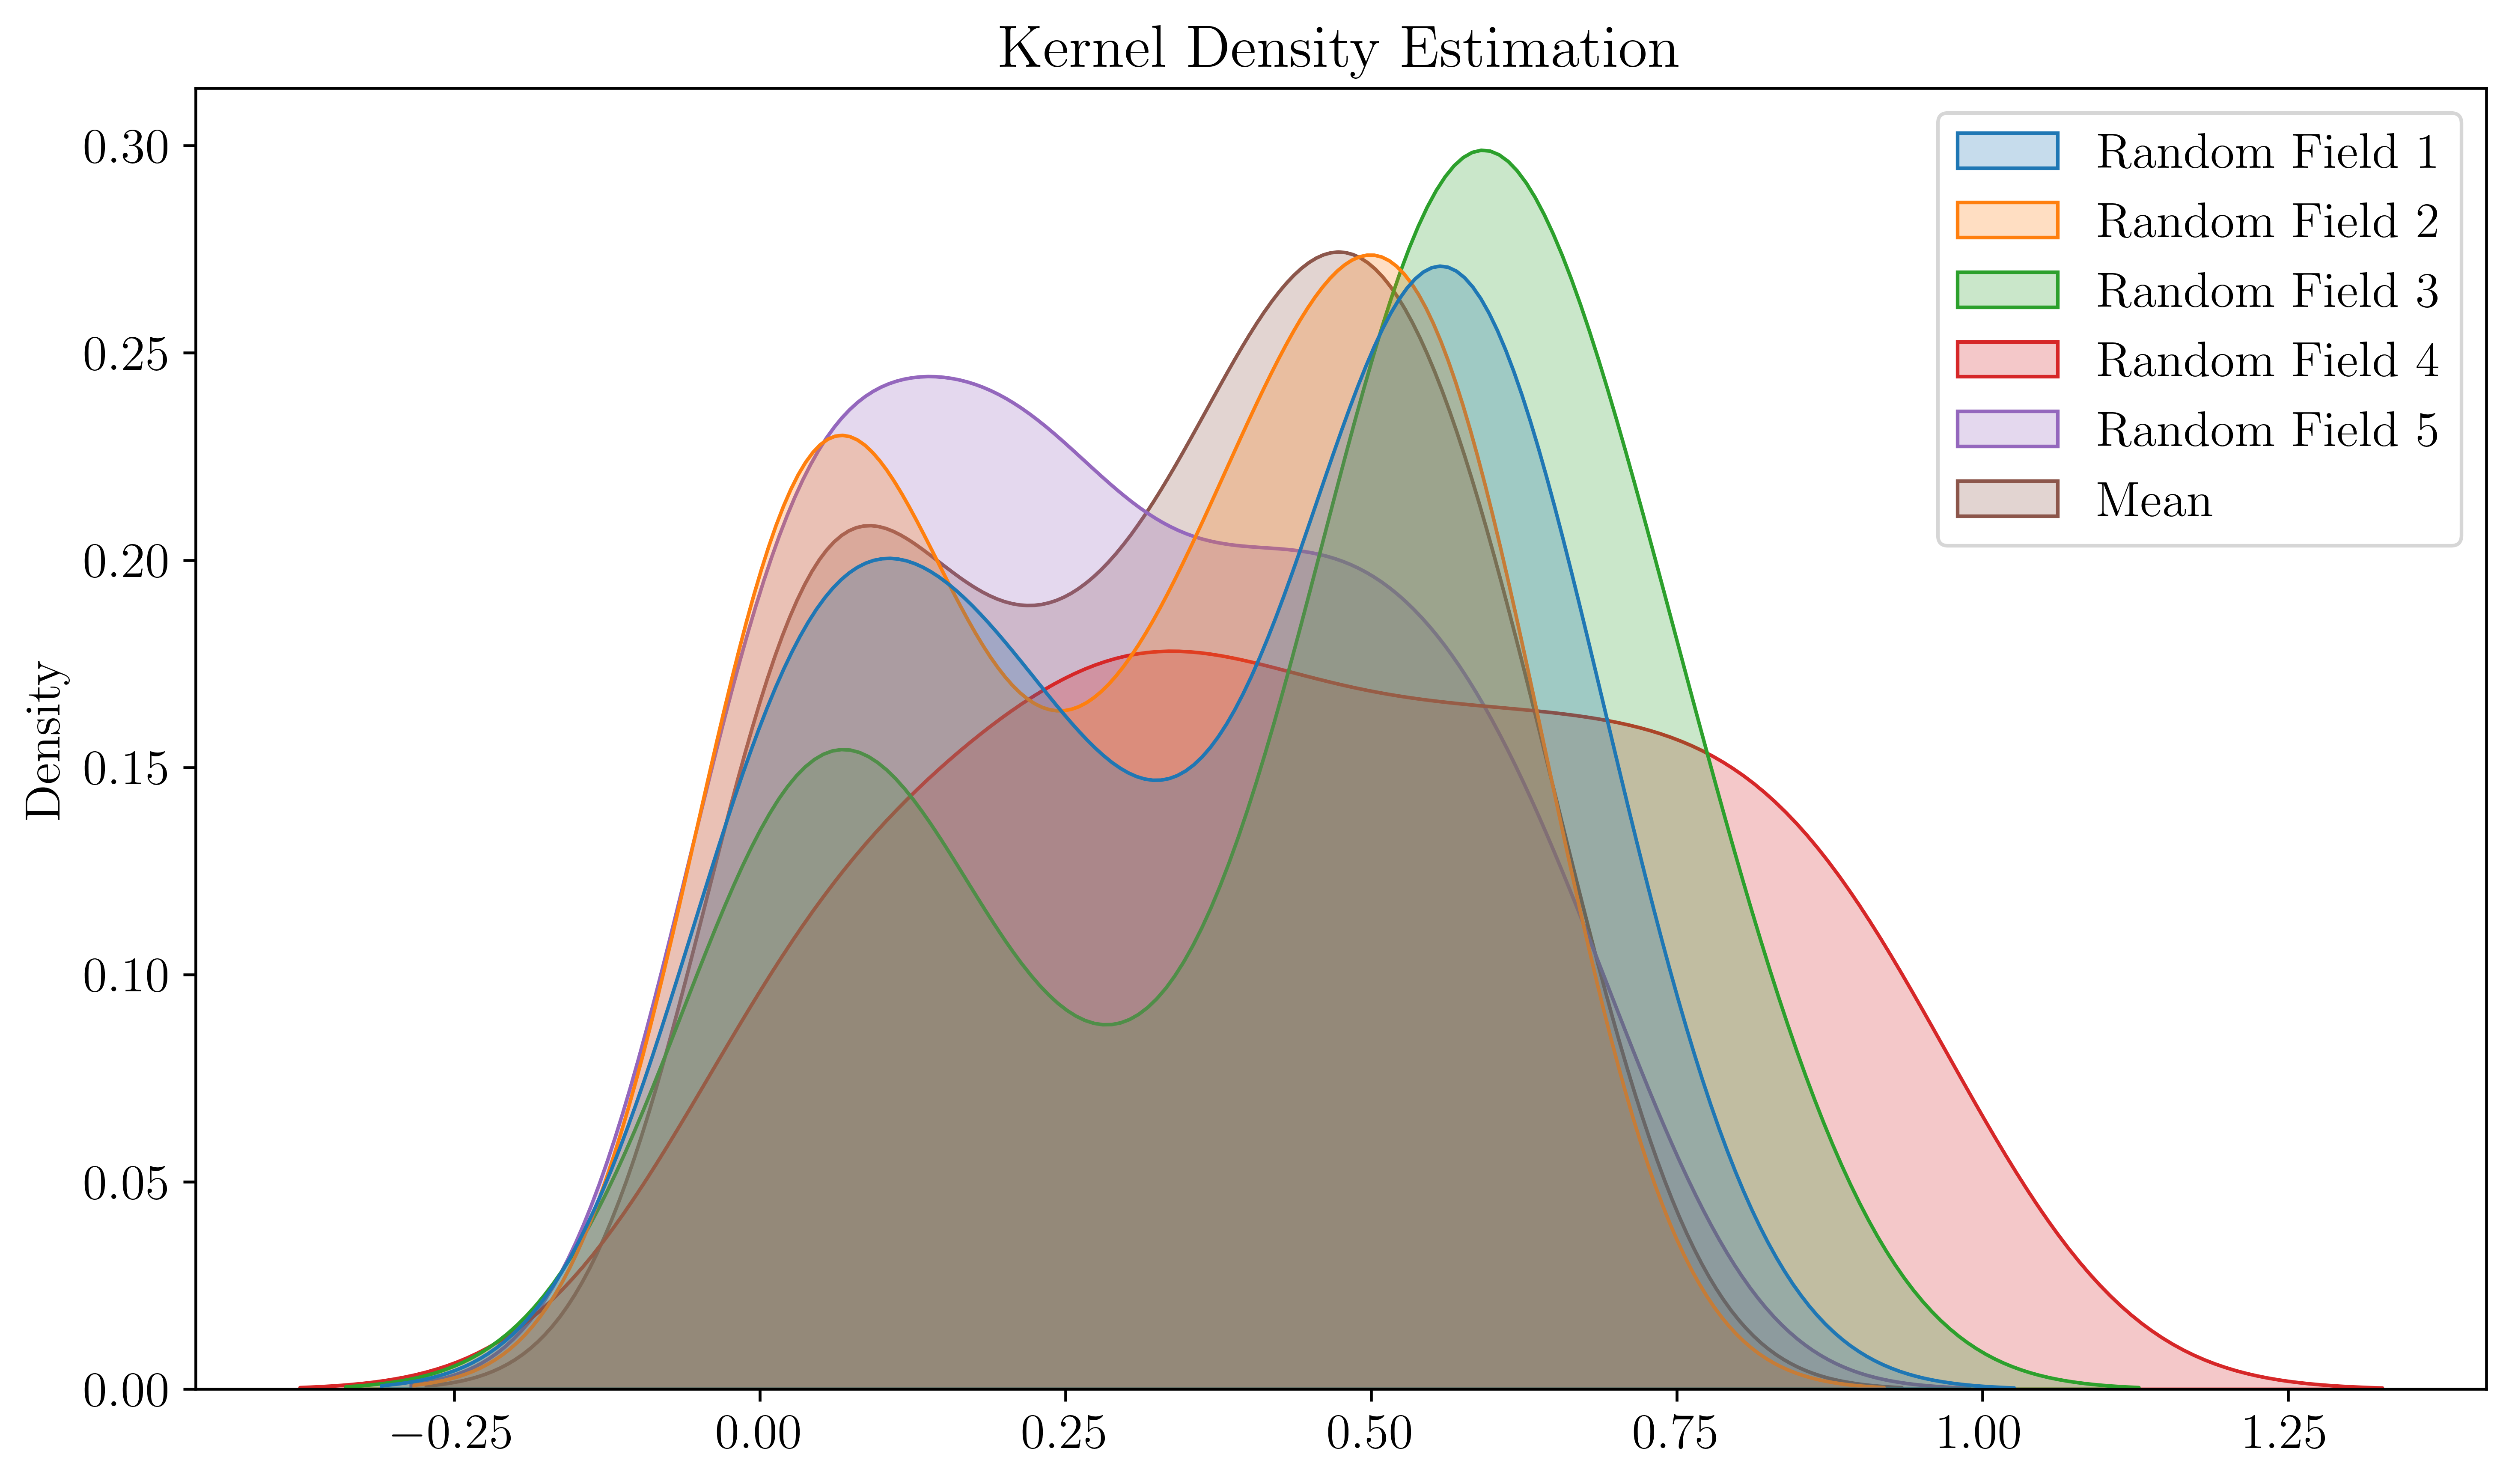 Kernel Density Estimation
Density
0.30
0.25
0.20
0.15
0.10
0.05
0.00
−0.25
0.00
0.25
0.50
0.75
1.00
1.25
Random Field 1
Random Field 2
Random Field 3
Random Field 4
Random Field 5
Mean